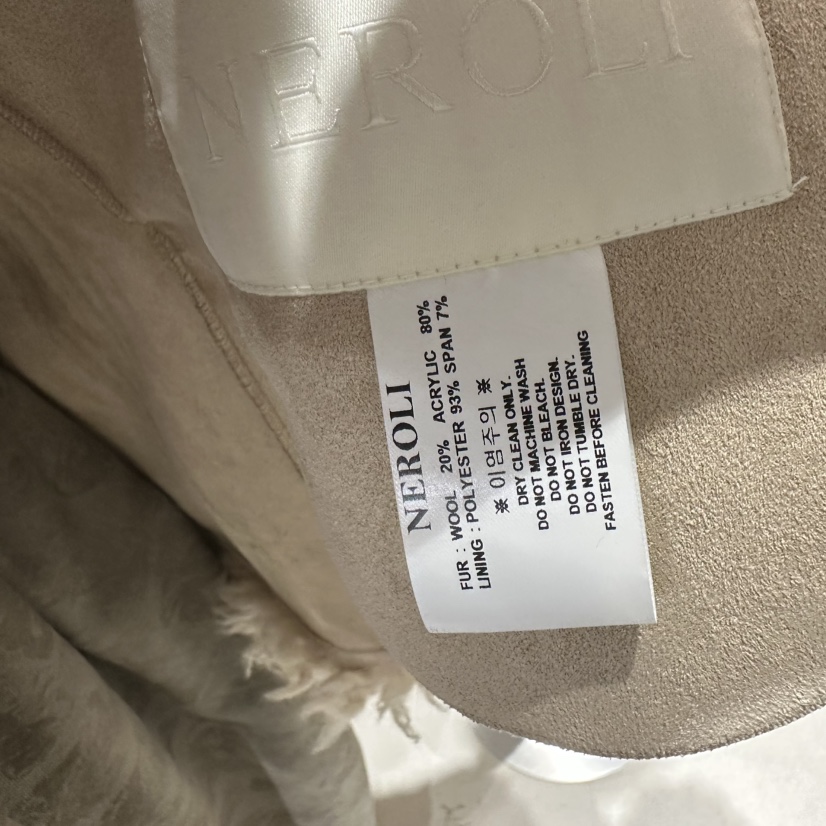 NEROLI
NEROLI
FUR : WOOL 20% ACRYLIC 80%
LINING : POLYESTER 93% SPAN 7%
※ 이염주의 ※
DRY CLEAN ONLY.
DO NOT MACHINE WASH
DO NOT BLEACH.
DO NOT IRON DESIGN.
DO NOT TUMBLE DRY.
FASTEN BEFORE CLEANING